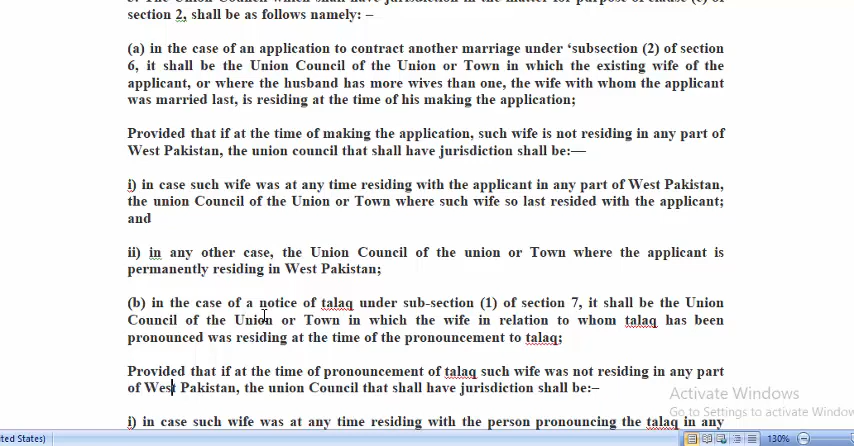 section 2, shall be as follows namely: –
(a) in the case of an application to contract another marriage under ‘subsection (2) of section
6, it shall be the Union Council of the Union or Town in which the existing wife of the
applicant, or where the husband has more wives than one, the wife with whom the applicant
was married last, is residing at the time of his making the application;
Provided that if at the time of making the application, such wife is not residing in any part of
West Pakistan, the union council that shall have jurisdiction shall be:—
i) in case such wife was at any time residing with the applicant in any part of West Pakistan,
the union Council of the Union or Town where such wife so last resided with the applicant;
and
ii) in any other case, the Union Council of the union or Town where the applicant is
permanently residing in West Pakistan;
(b) in the case of a notice of talaq under sub-section (1) of section 7, it shall be the Union
Council of the Union or Town in which the wife in relation to whom talaq has been
pronounced was residing at the time of the pronouncement to talaq;
Provided that if at the time of pronouncement of talaq such wife was not residing in any part
of West Pakistan, the union Council that shall have jurisdiction shall be:–
i) in case such wife was at any time residing with the person pronouncing the talaq in any
Activate Windows
Go to Settings to activate Window
ted States)
130%